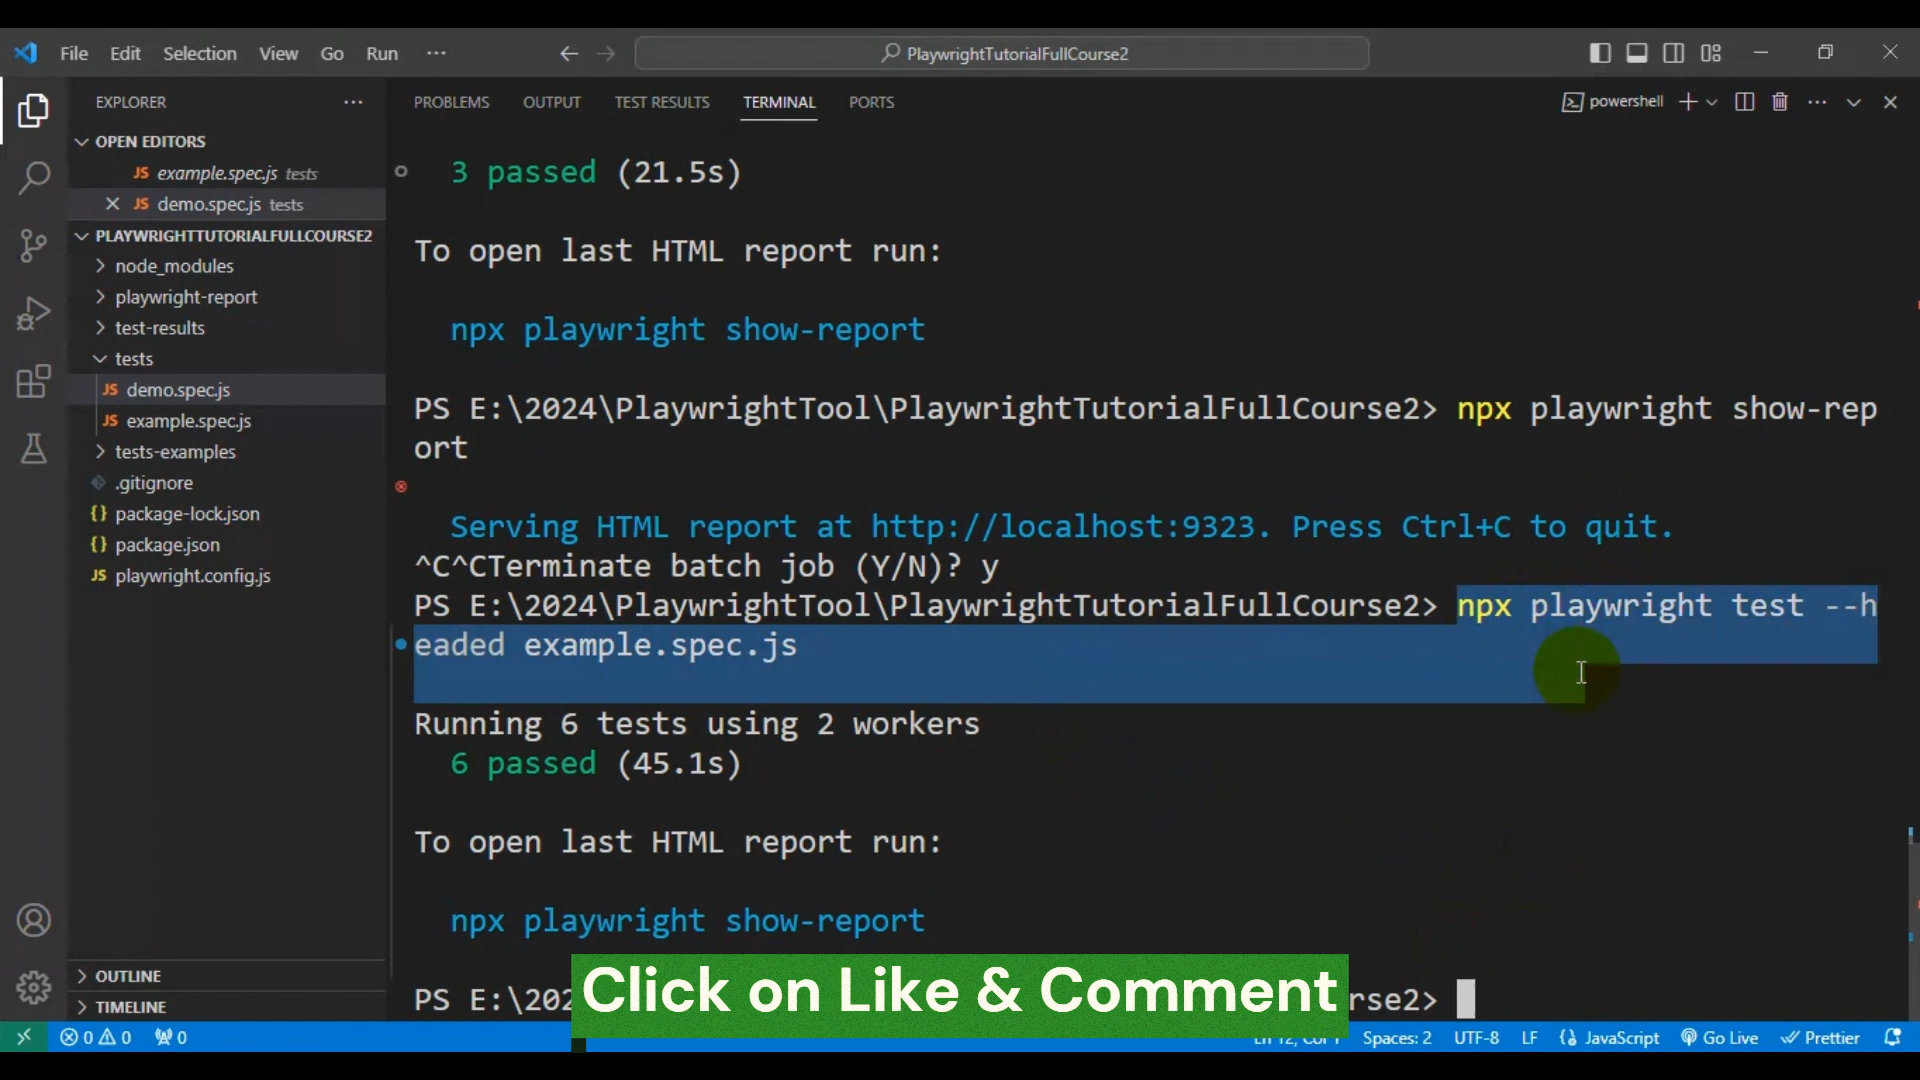 File Edit Selection View Go Run ···
PlaywrightTutorialFullCourse2
EXPLORER ···
PROBLEMS OUTPUT TEST RESULTS TERMINAL PORTS
powershell
OPEN EDITORS
JS example.spec.js tests
JS demo.spec.js tests
PLAYWRIGHTTUTORIALFULLCOURSE2
node_modules
playwright-report
test-results
tests
JS demo.spec.js
JS example.spec.js
tests-examples
.gitignore
{} package-lock.json
{} package.json
JS playwright.config.js
OUTLINE
TIMELINE
3 passed (21.5s)
To open last HTML report run:
npx playwright show-report
PS E:\2024\PlaywrightTool\PlaywrightTutorialFullCourse2> npx playwright show-rep
ort
Serving HTML report at http://localhost:9323. Press Ctrl+C to quit.
^C^CTerminate batch job (Y/N)? y
PS E:\2024\PlaywrightTool\PlaywrightTutorialFullCourse2> npx playwright test --h
eaded example.spec.js
Running 6 tests using 2 workers
6 passed (45.1s)
To open last HTML report run:
npx playwright show-report
PS E:\202 rse2>
Click on Like & Comment
0 0 0
Spaces: 2 UTF-8 LF {} JavaScript Go Live Prettier